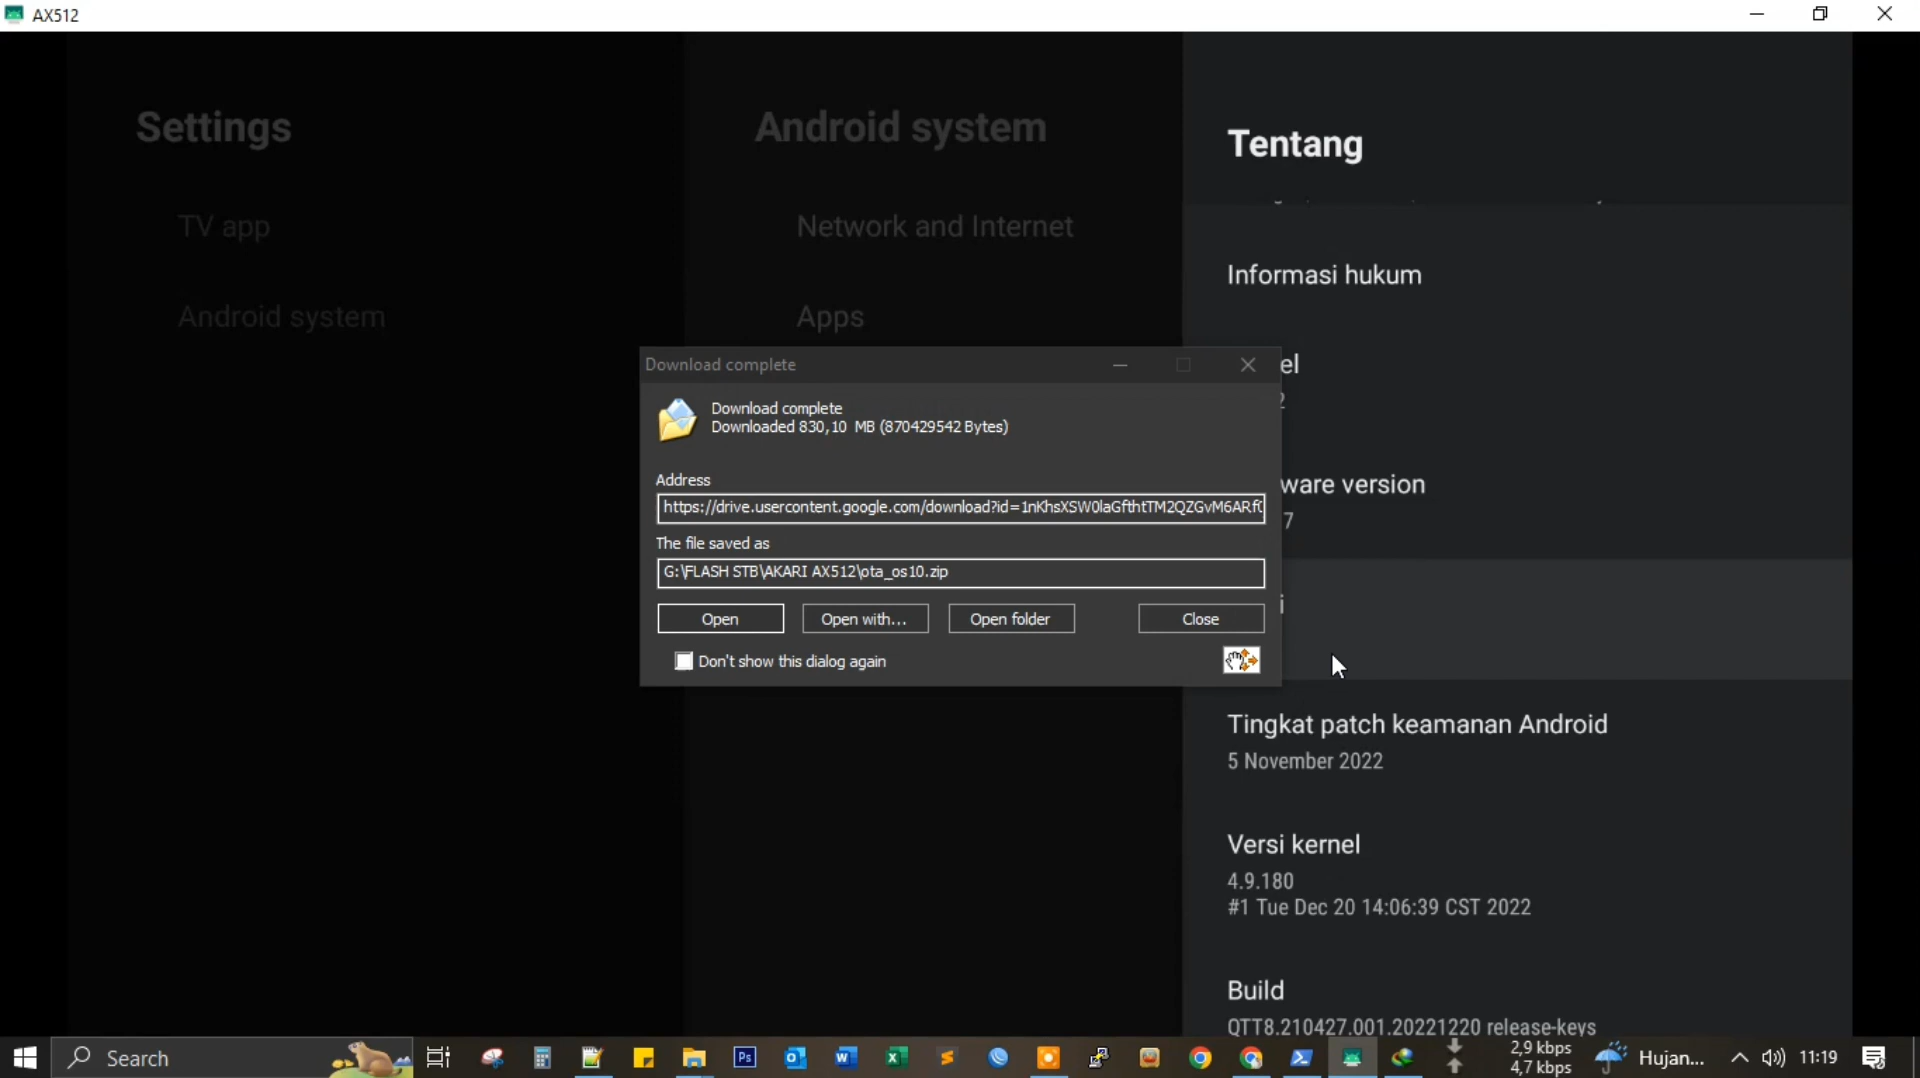 AX512
Settings
TV app
Android system
Android system
Network and Internet
Apps
Tentang
Informasi hukum
el
2
ware version
7
i
Tingkat patch keamanan Android
5 November 2022
Versi kernel
4.9.180
#1 Tue Dec 20 14:06:39 CST 2022
Build
QTT8.210427.001.20221220 release-keys
Download complete
Download complete
Downloaded 830,10 MB (870429542 Bytes)
Address
https://drive.usercontent.google.com/download?id=1nKhsXSW0laGfthtTM2QZGvM6ARf
The file saved as
G:\FLASH STB\AKARI AX512\ota_os10.zip
Open
Open with...
Open folder
Close
Don't show this dialog again
Search
2,9 kbps
4,7 kbps
Hujan...
11:19